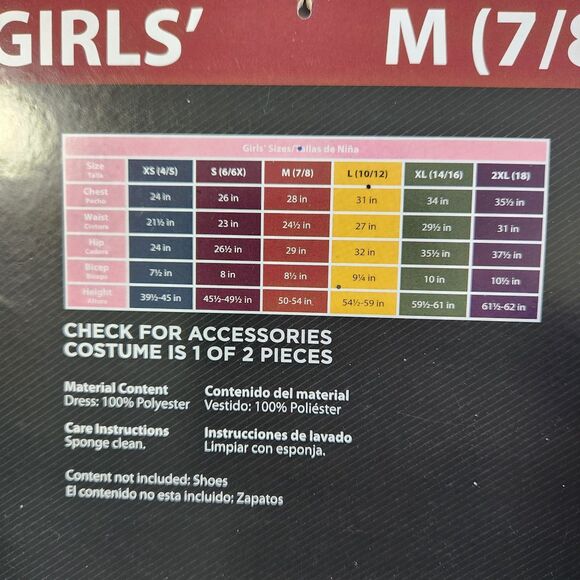 GIRLS' M (7/8
Girls' Sizes/Tallas de Niña
Size XS (4/5) S (6/6X) M (7/8) L (10/12) XL (14/16) 2XL (18)
Talla
Chest 24 in 26 in 28 in 31 in 34 in 35½ in
Pecho
Waist 21½ in 23 in 24½ in 27 in 29½ in 31 in
Cintura
Hip 24 in 26½ in 29 in 32 in 35½ in 37½ in
Cadera
Bicep 7½ in 8 in 8½ in 9¼ in 10 in 10½ in
Biceps
Height 39½-45 in 45½-49½ in 50-54 in 54½-59 in 59½-61 in 61½-62 in
Altura
CHECK FOR ACCESSORIES
COSTUME IS 1 OF 2 PIECES
Material Content Contenido del material
Dress: 100% Polyester Vestido: 100% Poliéster
Care Instructions Instrucciones de lavado
Sponge clean. Limpiar con esponja.
Content not included: Shoes
El contenido no esta incluido: Zapatos